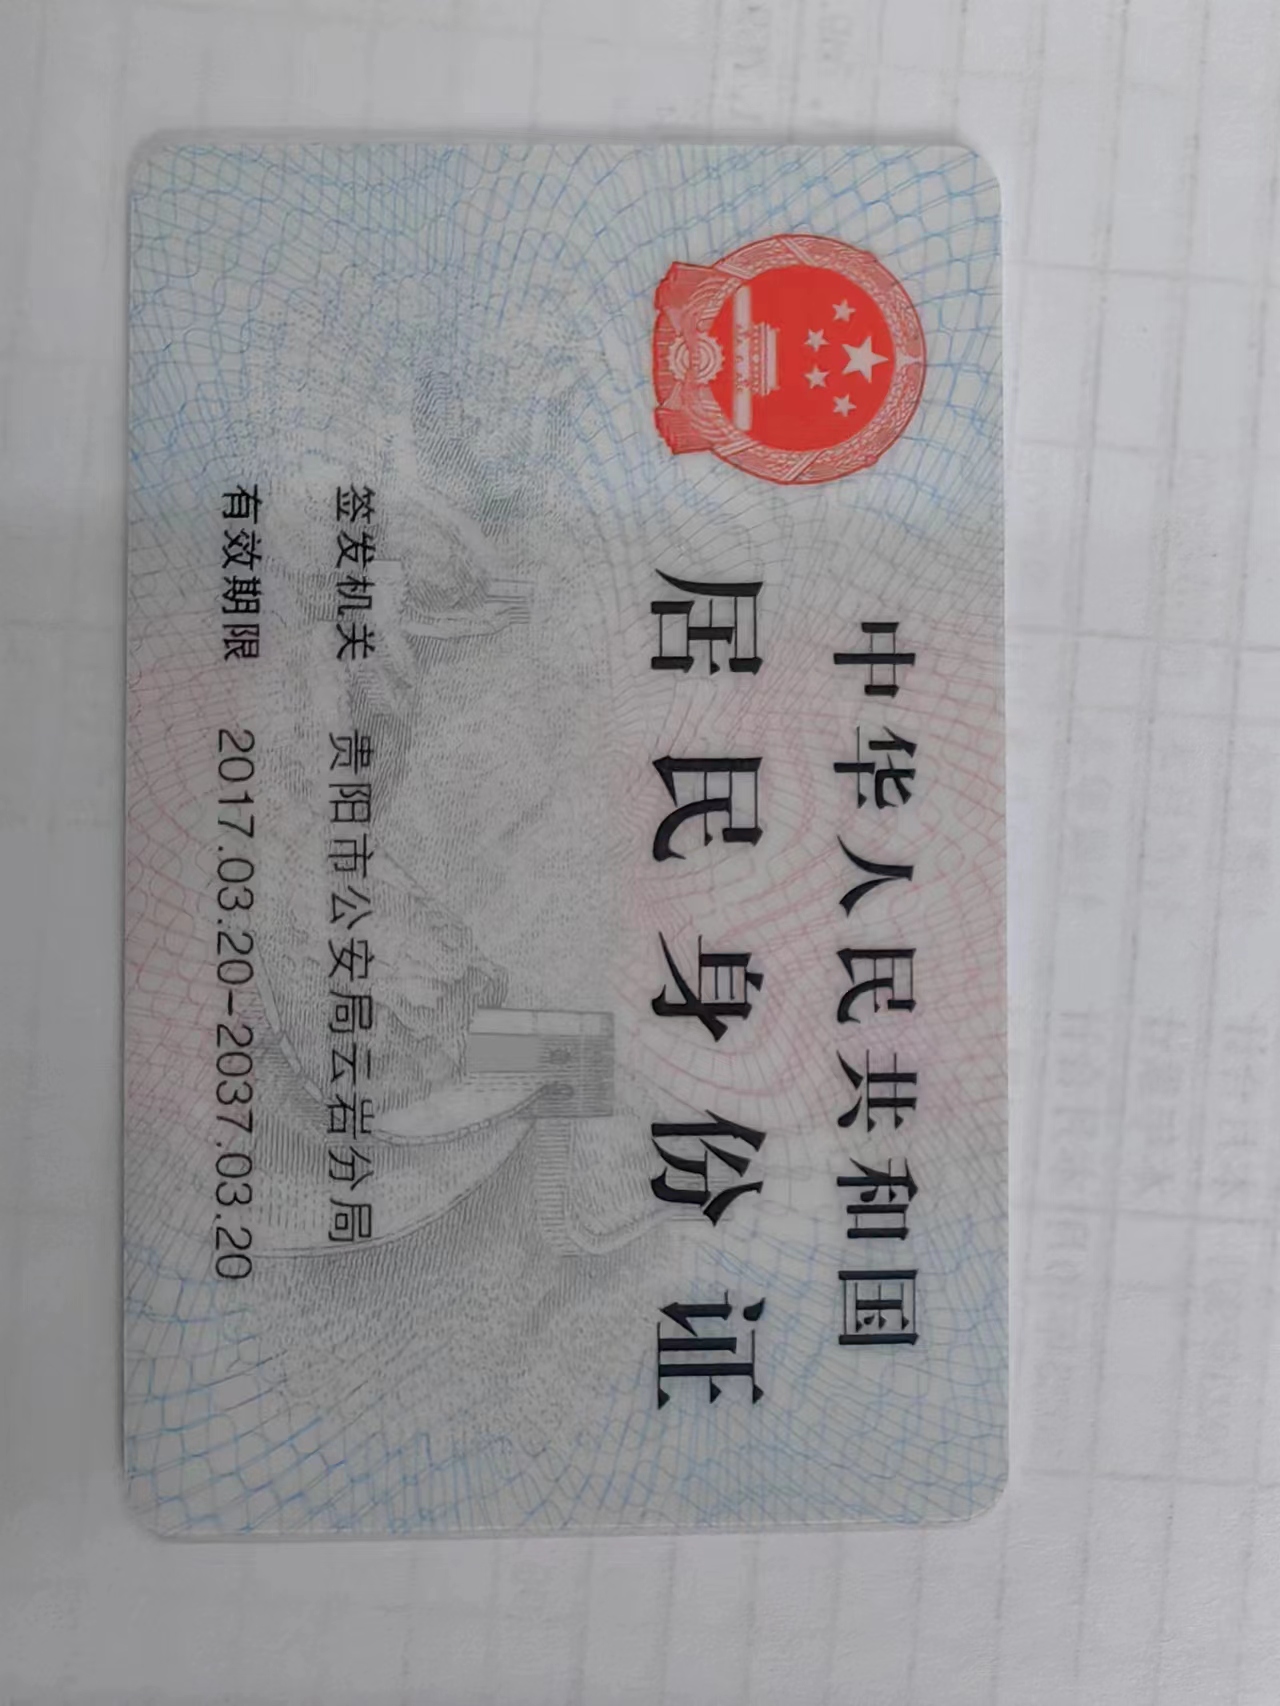 中华人民共和国
居民身份证
签发机关 贵阳市公安局云岩分局
有效期限 2017.03.20-2037.03.20